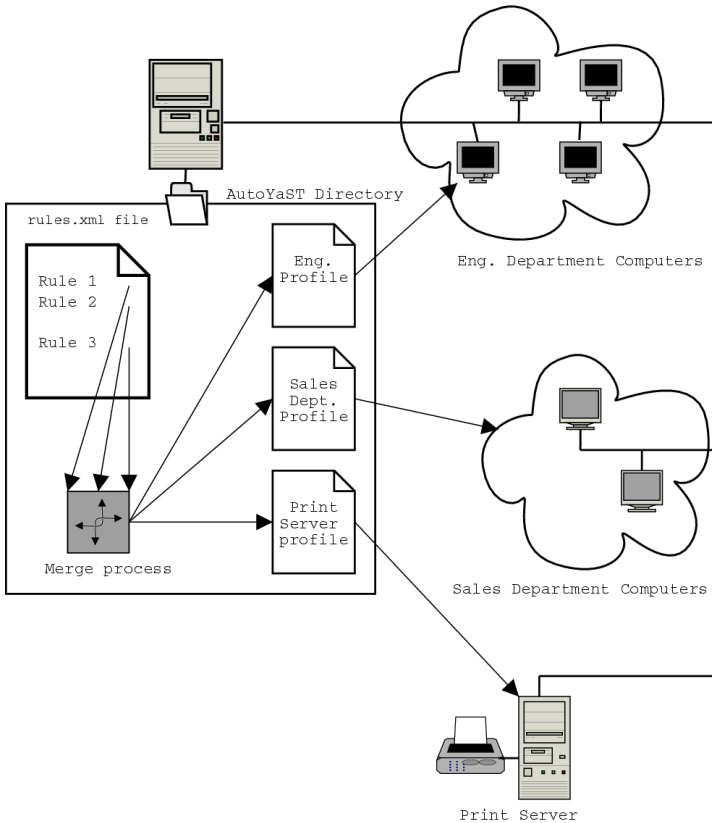 AutoYaST Directory
rules.xml file
Rule 1
Rule 2
Rule 3
Merge process
Eng.
Profile
Sales
Dept.
Profile
Print
Server
profile
Eng. Department Computers
Sales Department Computers
Print Server